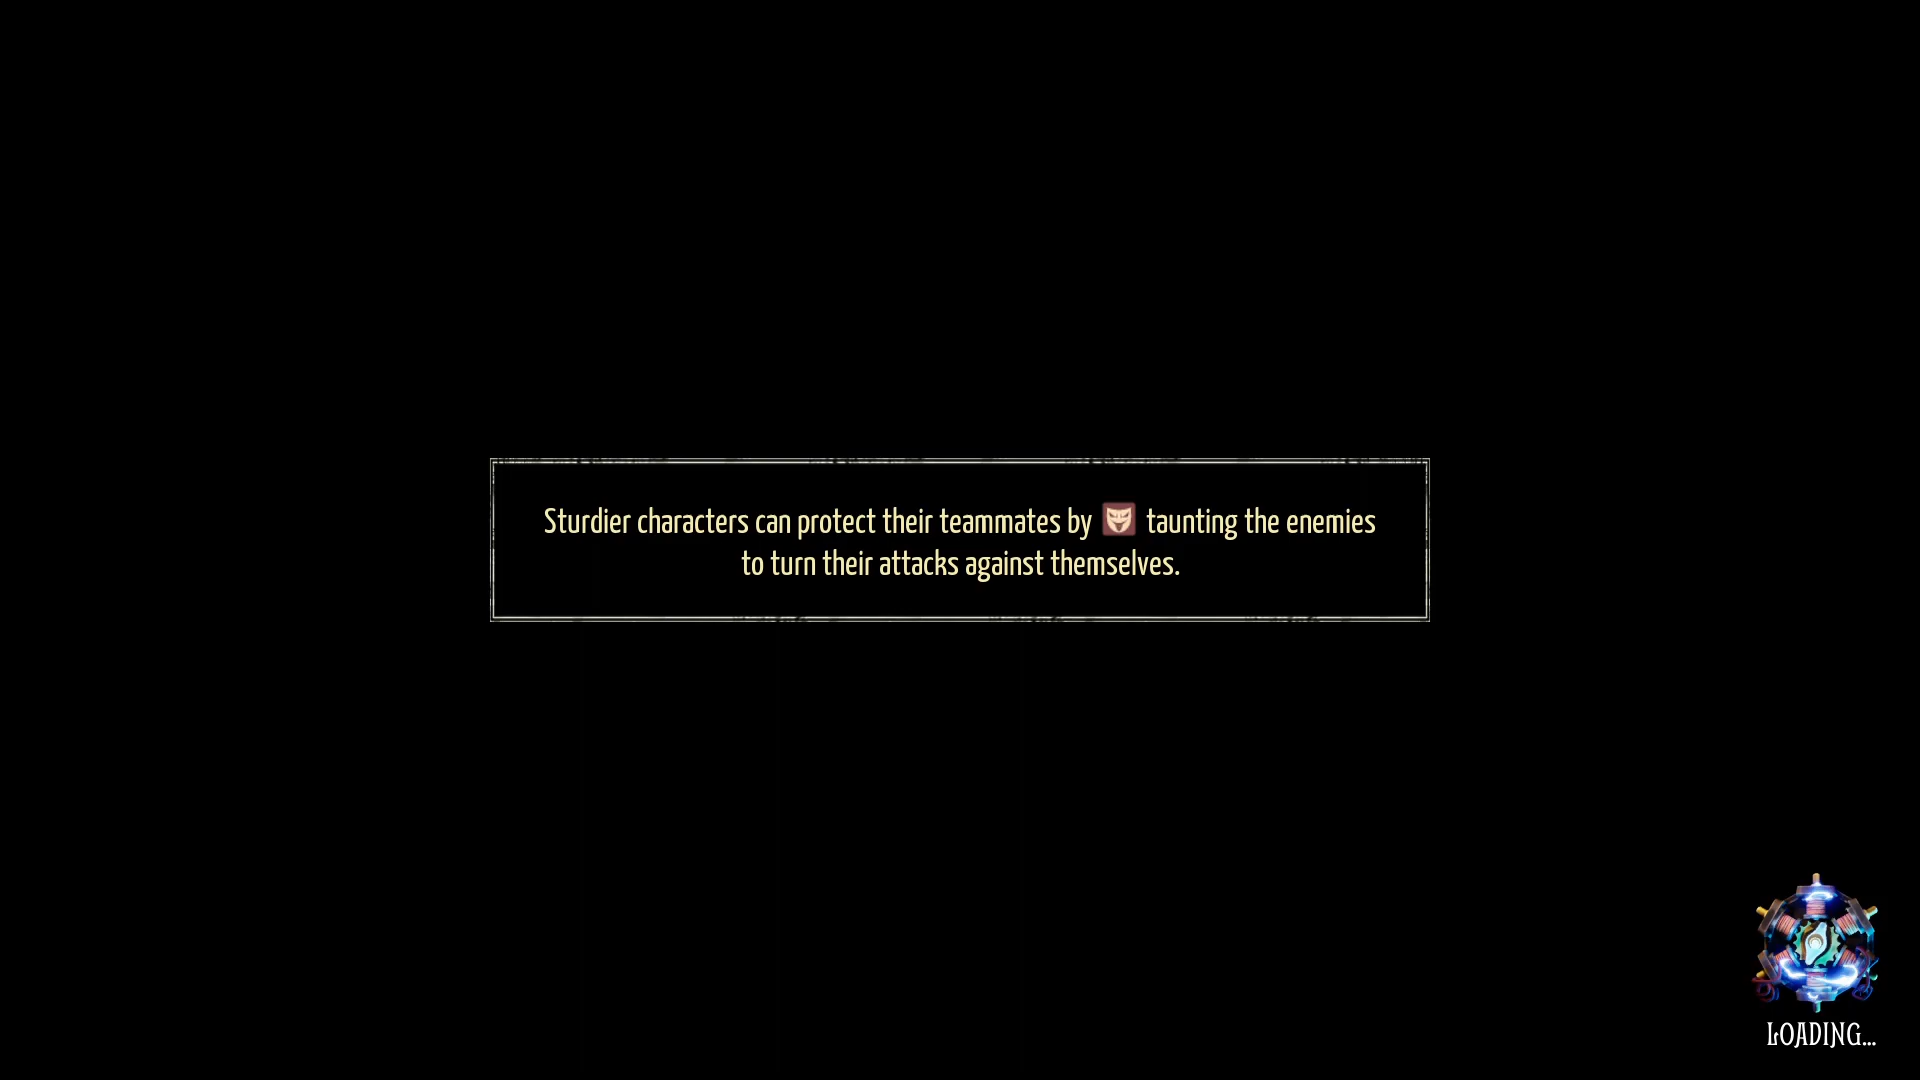 Sturdier characters can protect their teammates by taunting the enemies
to turn their attacks against themselves.
LOADING...